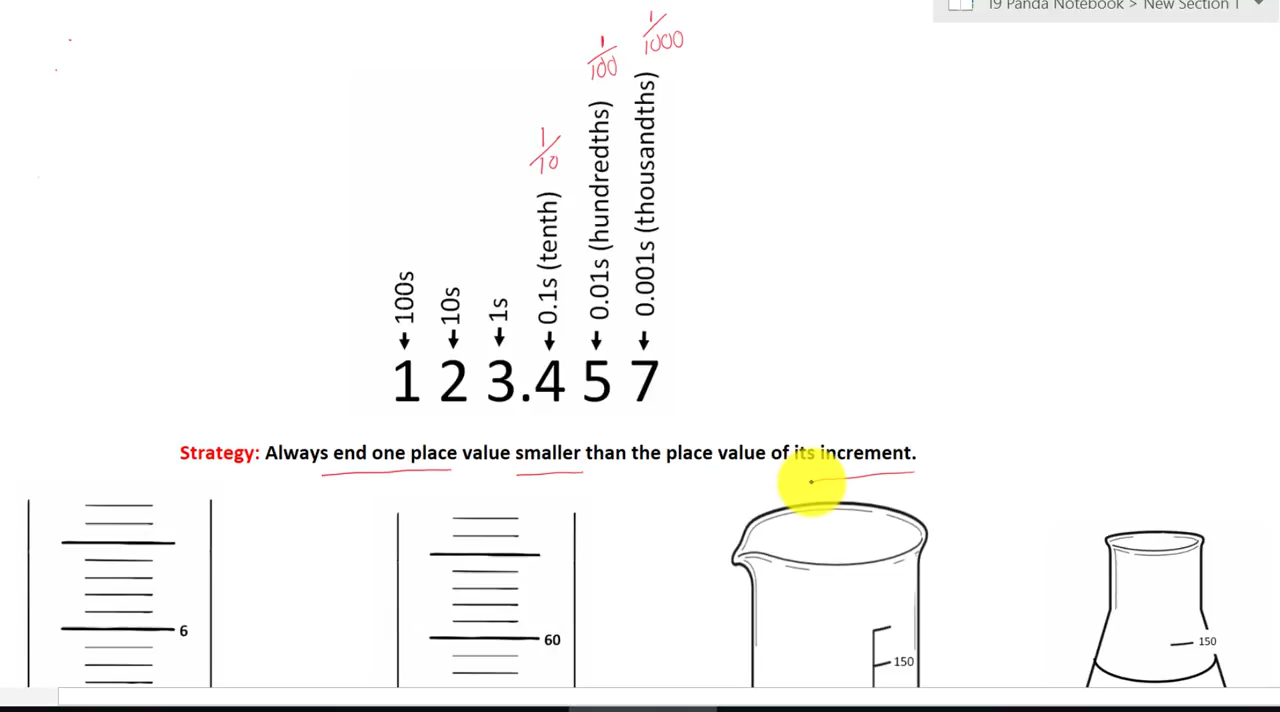 19 Panda Notebook > New Section 1
1/10
1/100
1/1000
100s
10s
1s
0.1s (tenth)
0.01s (hundredths)
0.001s (thousandths)
1 2 3 . 4 5 7
Strategy: Always end one place value smaller than the place value of its increment.
6
60
150
150